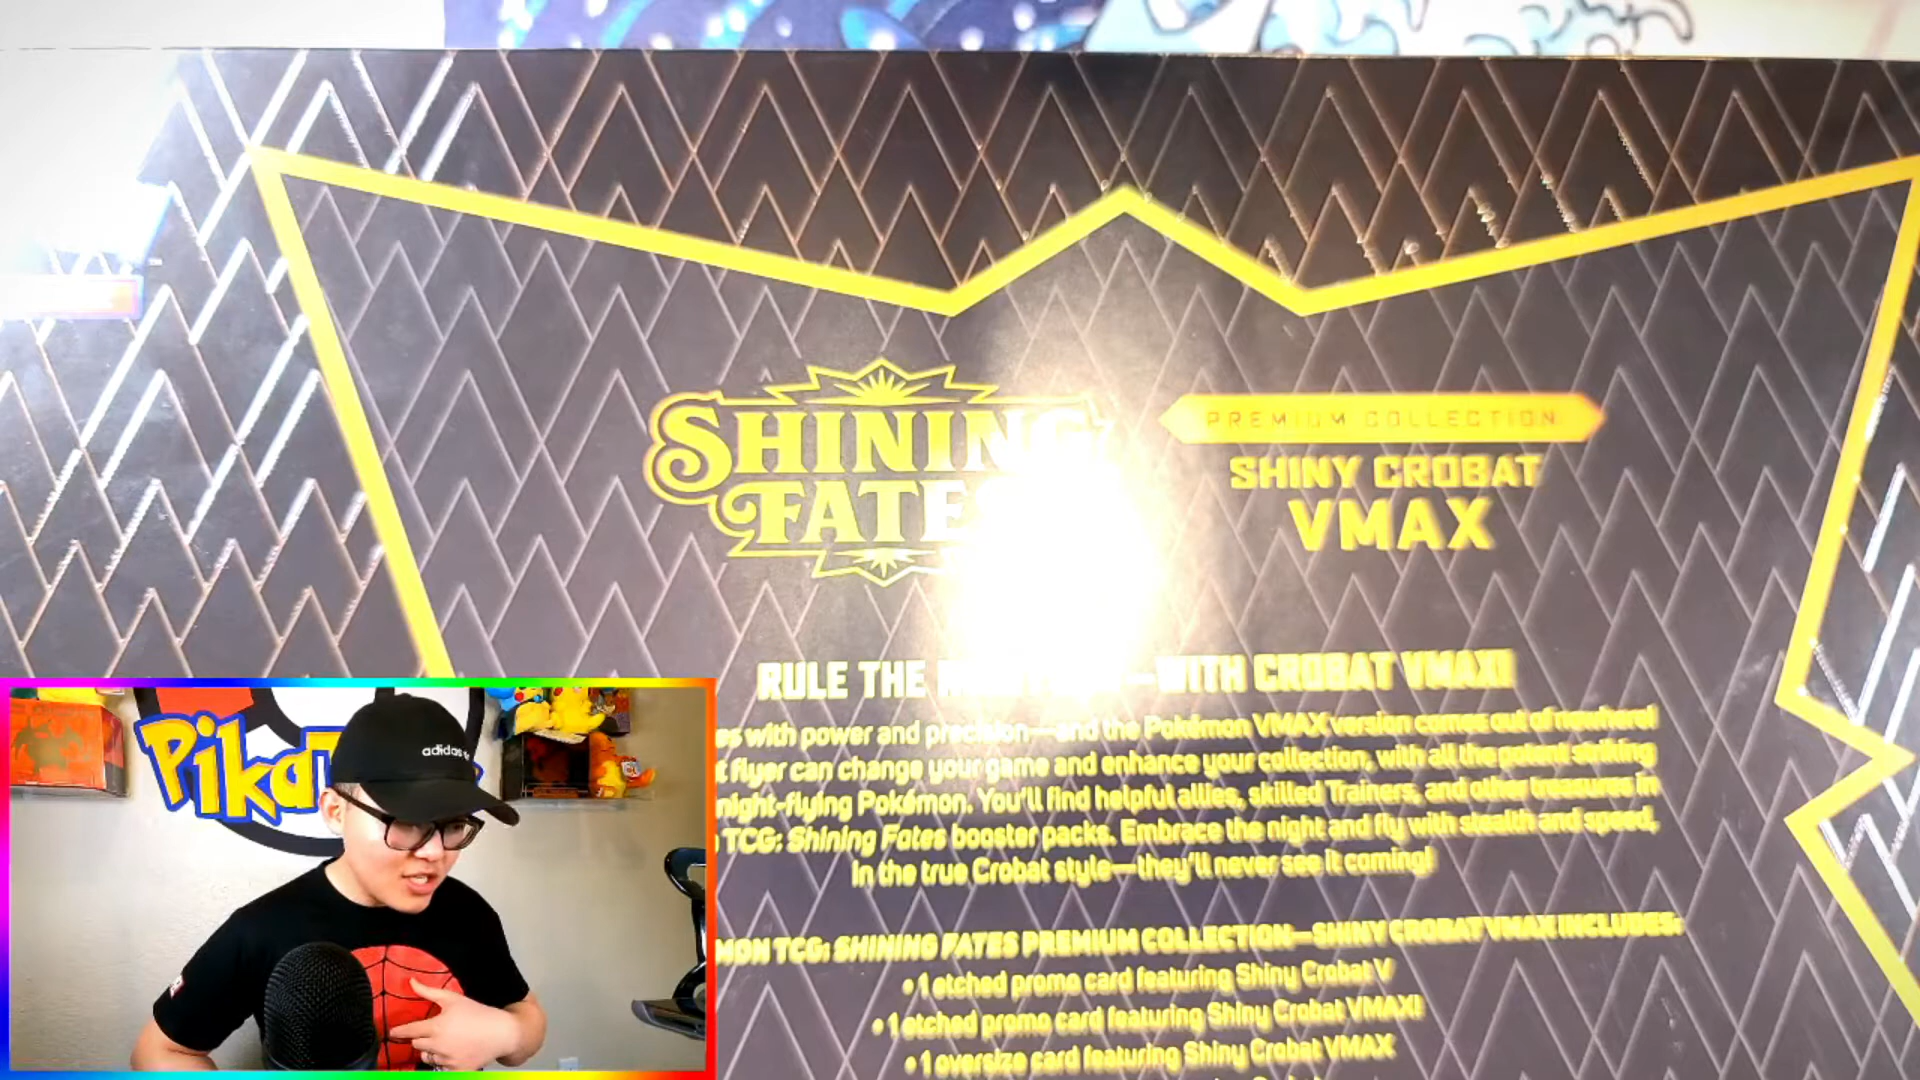 SHINING
FATE
PREMIUM COLLECTION
SHINY CROBAT
VMAX
RULE THE —WITH CROBAT VMAX!
with power and precision—and the Pokémon VMAX version comes out of nowhere!
flyer can change your game and enhance your collection, with all the potent striking
night-flying Pokémon. You'll find helpful allies, skilled Trainers, and other treasures in
TCG: Shining Fates booster packs. Embrace the night and fly with stealth and speed,
in the true Crobat style—they'll never see it coming!
TCG: SHINING FATES PREMIUM COLLECTION—SHINY CROBAT VMAX INCLUDES:
• 1 etched promo card featuring Shiny Crobat V
• 1 etched promo card featuring Shiny Crobat VMAX!
• 1 oversize card featuring Shiny Crobat VMAX
Pika
adidas